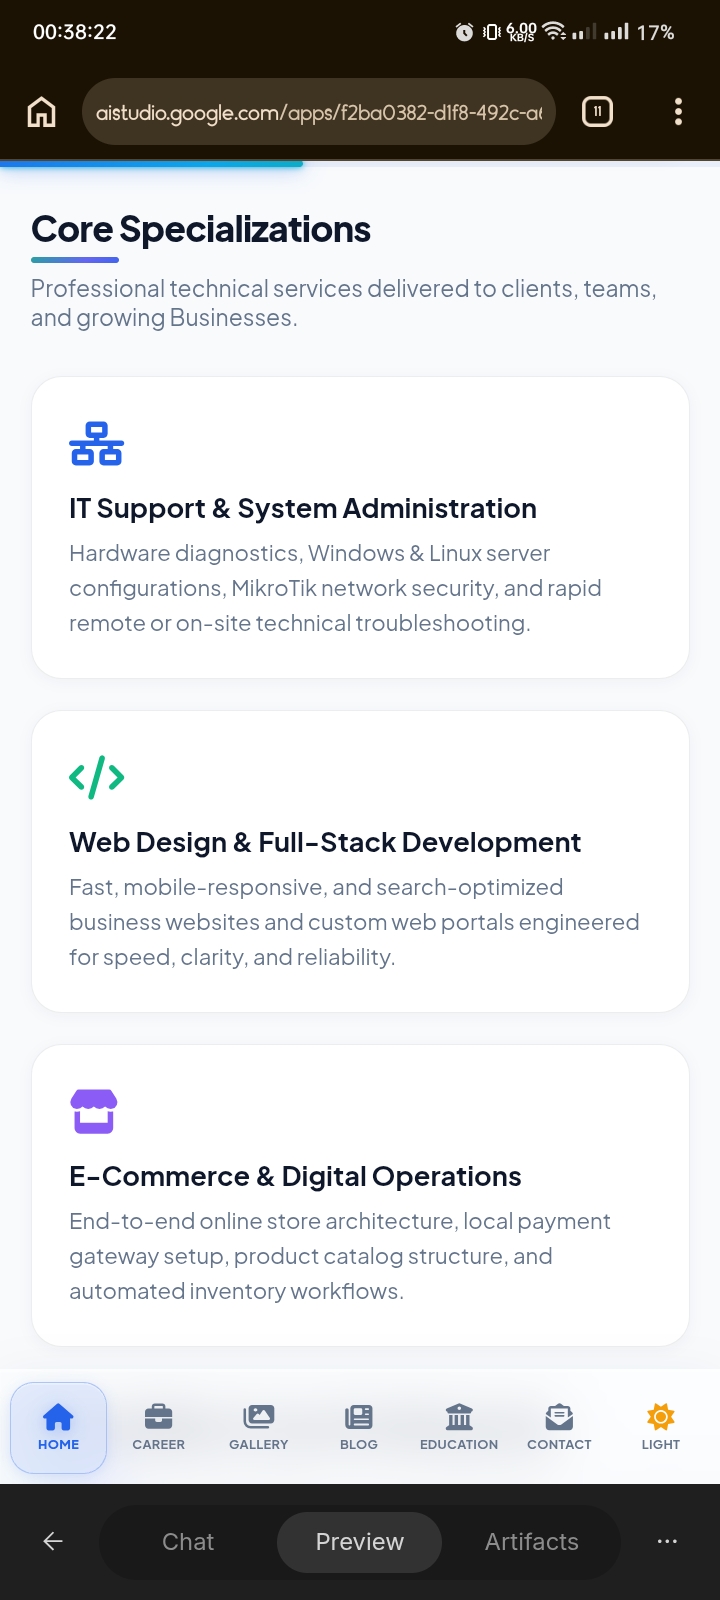 00:38:22
6.00
KB/S
17%
aistudio.google.com/apps/f2ba0382-d1f8-492c-a
11
Core Specializations
Professional technical services delivered to clients, teams,
and growing Businesses.
IT Support & System Administration
Hardware diagnostics, Windows & Linux server
configurations, MikroTik network security, and rapid
remote or on-site technical troubleshooting.
Web Design & Full-Stack Development
Fast, mobile-responsive, and search-optimized
business websites and custom web portals engineered
for speed, clarity, and reliability.
E-Commerce & Digital Operations
End-to-end online store architecture, local payment
gateway setup, product catalog structure, and
automated inventory workflows.
HOME CAREER GALLERY BLOG EDUCATION CONTACT LIGHT
Chat Preview Artifacts